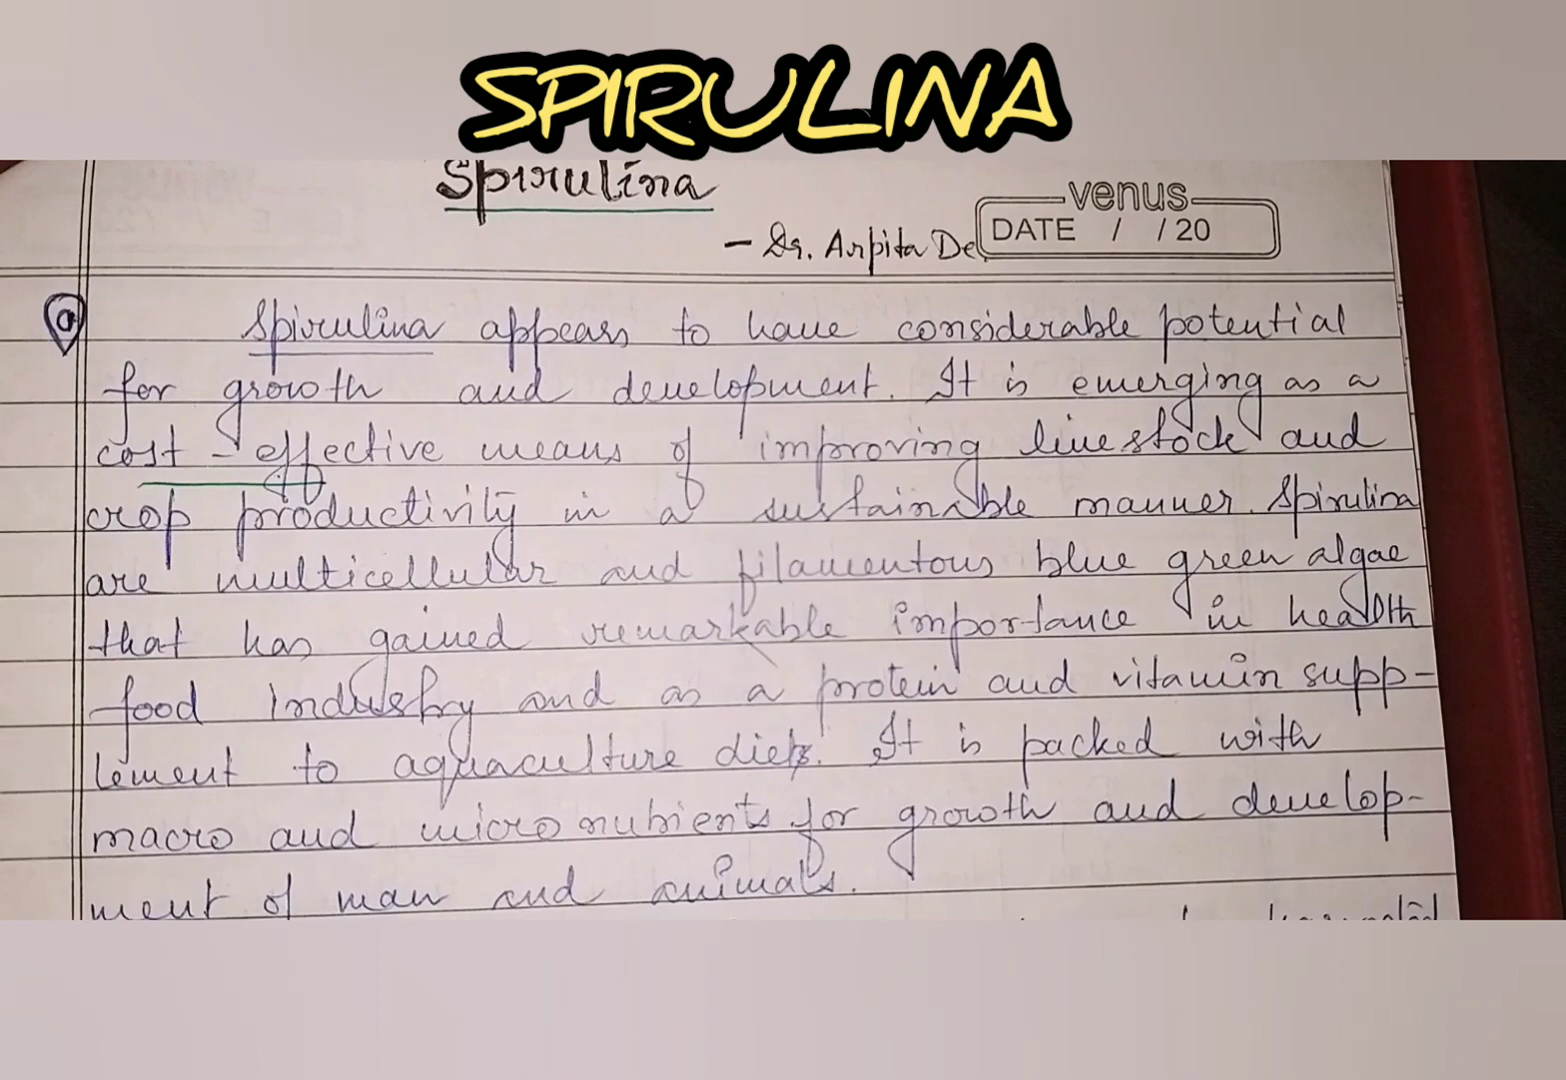 SPIRULINA
Spirulina
venus
DATE / / 20
- Dr. Arpita De.
a
Spirulina appears to have considerable potential
for growth and development. It is emerging as a
cost-effective means of improving livestock and
crop productivity in a sustainable manner. Spirulina
are multicellular and filamentous blue green algae
that has gained remarkable importance in health
food industry and as a protein and vitamin supp-
lement to aquaculture diets. It is packed with
macro and micronutrients for growth and develop-
ment of man and animals.